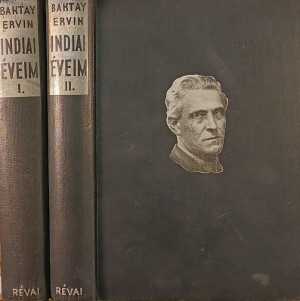 BAKTAY
ERVIN
INDIAI
ÉVEIM
I.
RÉVAI
BAKTAY
ERVIN
INDIAI
ÉVEIM
II.
RÉVAI